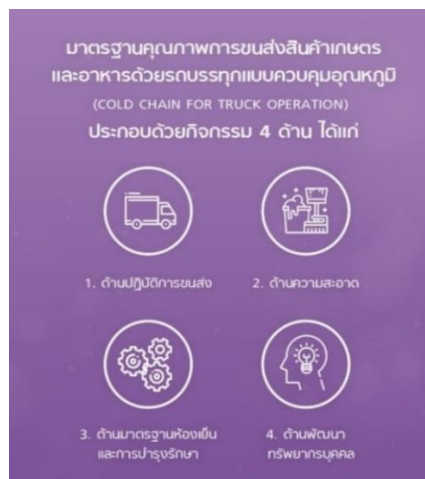 มาตรฐานคุณภาพการขนส่งสินค้าเกษตร
และอาหารด้วยรถบรรทุกแบบควบคุมอุณหภูมิ
(COLD CHAIN FOR TRUCK OPERATION)
ประกอบด้วยกิจกรรม 4 ด้าน ได้แก่
1. ด้านปฏิบัติการขนส่ง
2. ด้านความสะอาด
3. ด้านมาตรฐานห้องเย็น
และการบำรุงรักษา
4. ด้านพัฒนา
ทรัพยากรบุคคล